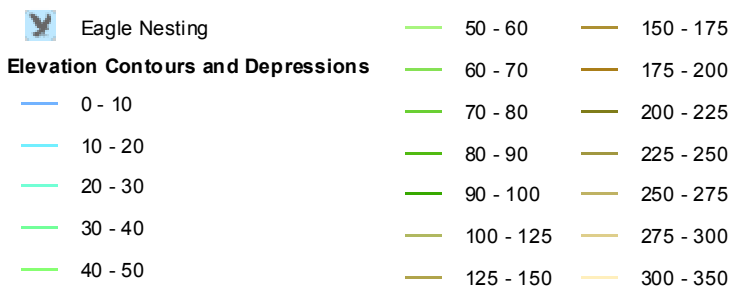 Eagle Nesting
Elevation Contours and Depressions
0 - 10
10 - 20
20 - 30
30 - 40
40 - 50
50 - 60
60 - 70
70 - 80
80 - 90
90 - 100
100 - 125
125 - 150
150 - 175
175 - 200
200 - 225
225 - 250
250 - 275
275 - 300
300 - 350